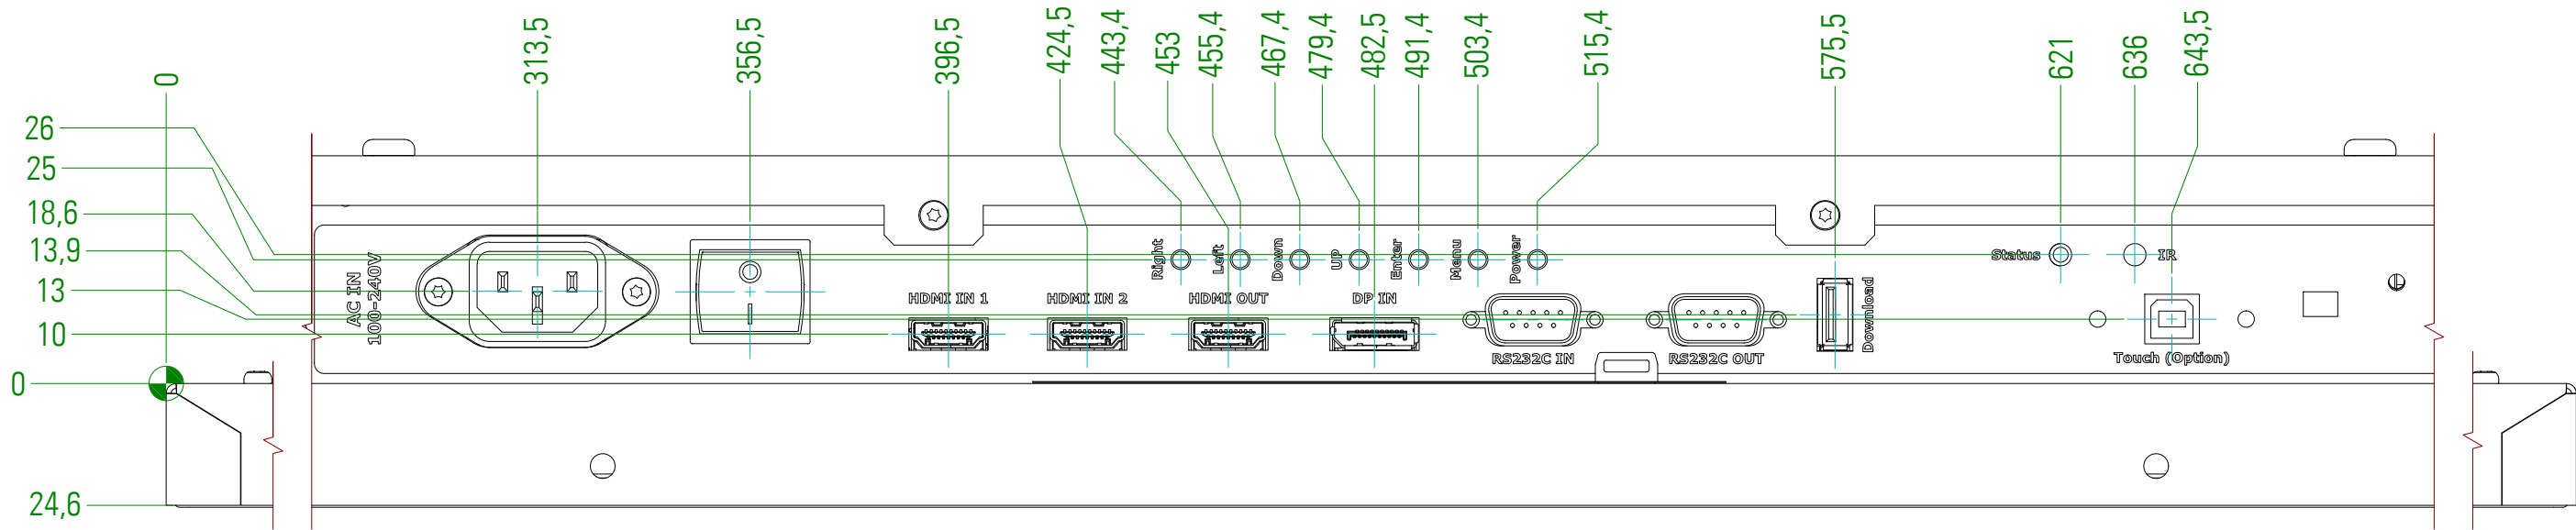 0
313,5
356,5
396,5
424,5
443,4
453
455,4
467,4
479,4
482,5
491,4
503,4
515,4
575,5
621
636
643,5
26
25
18,6
13,9
13
10
0
24,6
AC IN
100-240V
Right
Left
Down
UP
Enter
Menu
Power
Status
IR
HDMI IN 1
HDMI IN 2
HDMI OUT
DP IN
RS232C IN
RS232C OUT
Download
Touch (Option)